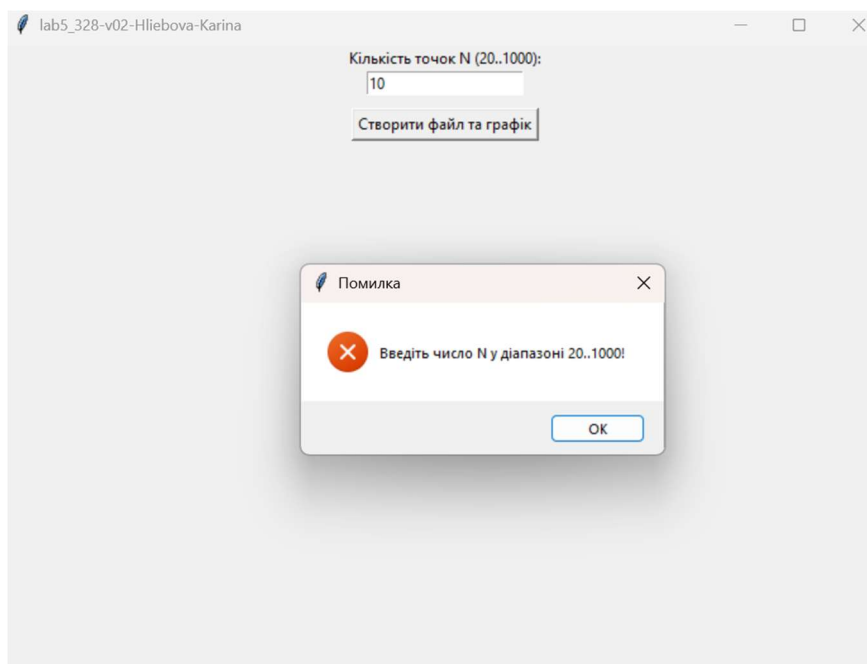 lab5_328-v02-Hliebova-Karina
Кількість точок N (20..1000):
10
Створити файл та графік
Помилка
Введіть число N у діапазоні 20..1000!
OK